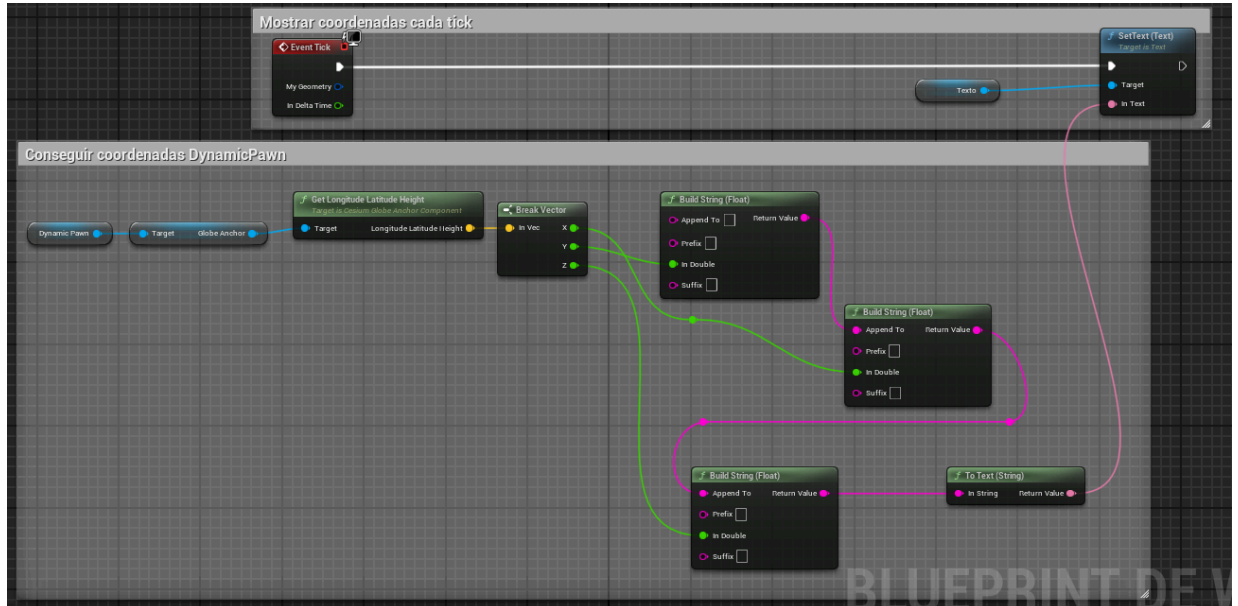 Mostrar coordenadas cada tick
Event Tick
My Geometry
In Delta Time
Texto
SetText (Text)
Target is Text
Target
In Text
Conseguir coordenadas DynamicPawn
Dynamic Pawn
Target Globe Anchor
Get Longitude Latitude Height
Target is Cesium Globe Anchor Component
Target Longitude Latitude Height
Break Vector
In Vec X
Y
Z
Build String (Float)
Append To Return Value
Prefix
In Double
Suffix
Build String (Float)
Append To Return Value
Prefix
In Double
Suffix
Build String (Float)
Append To Return Value
Prefix
In Double
Suffix
To Text (String)
In String Return Value
BLUEPRINT DE